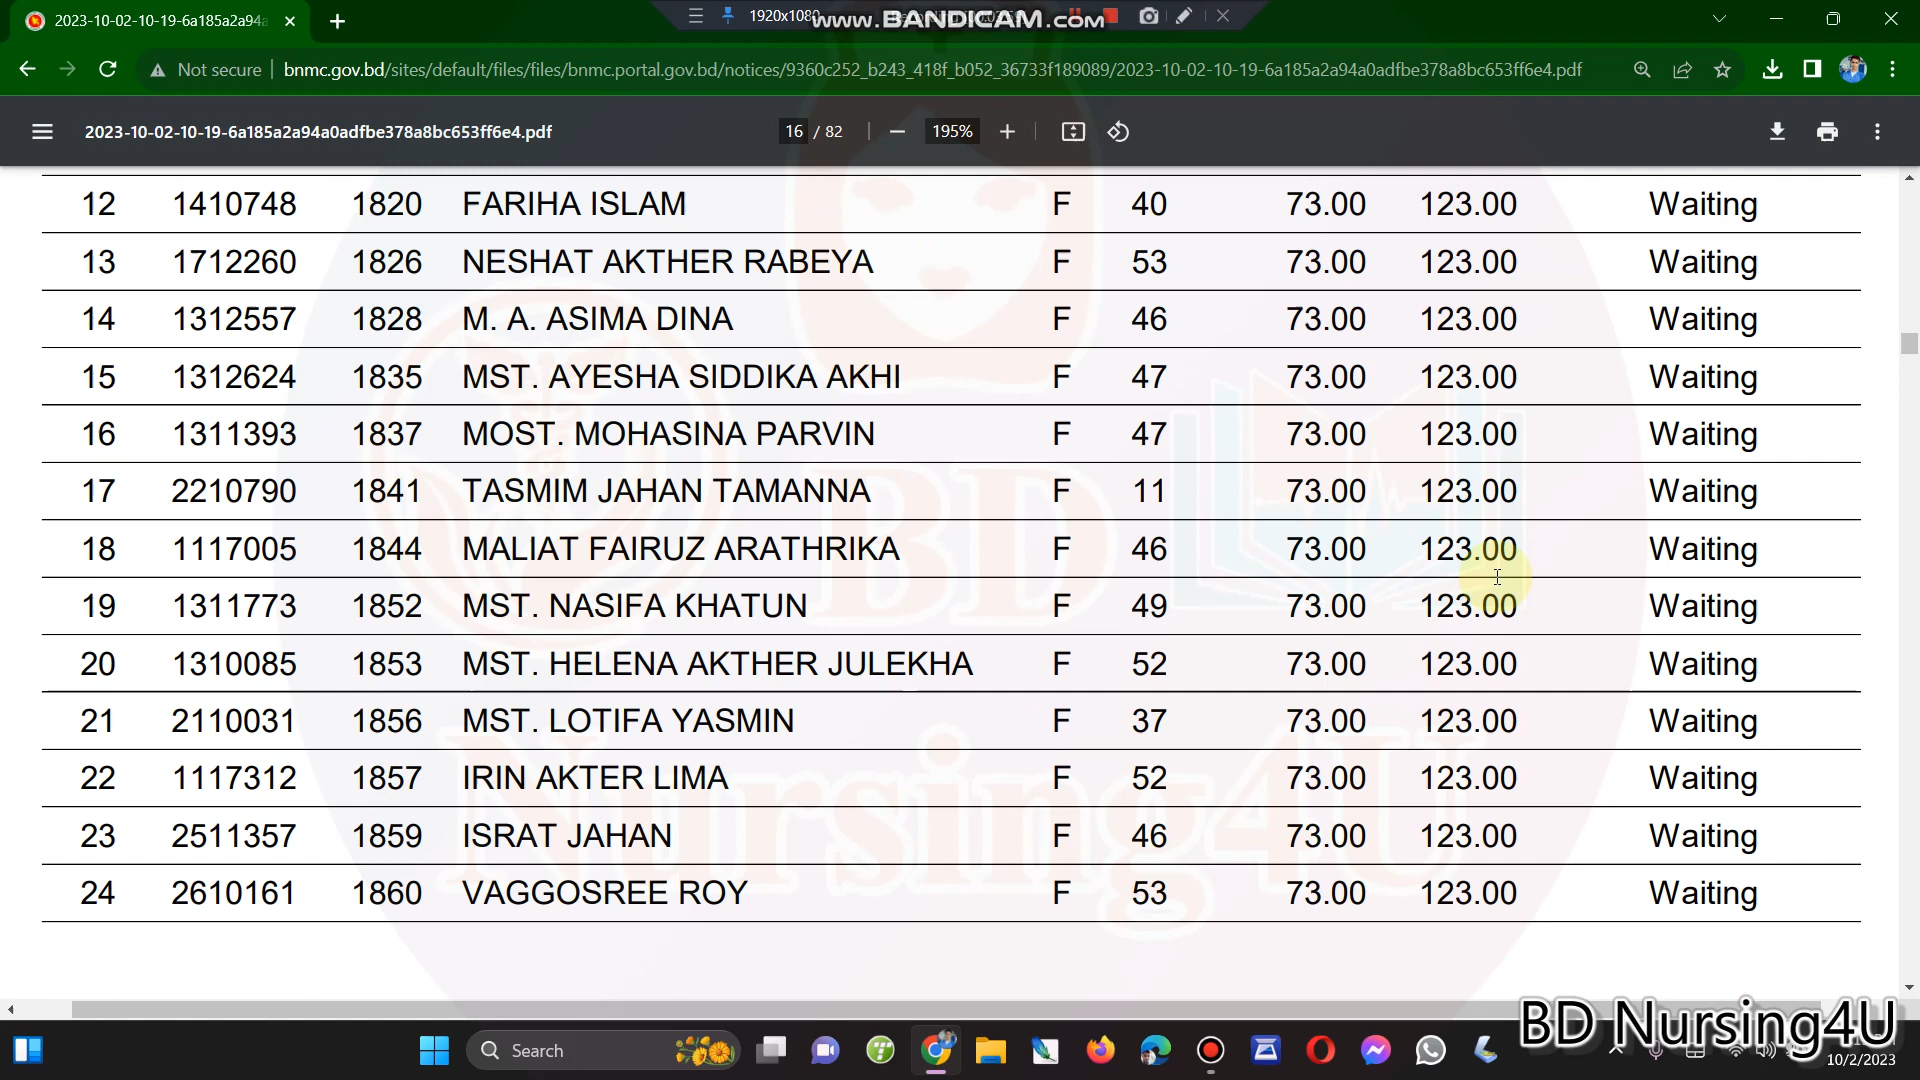 2023-10-02-10-19-6a185a2a94a
1920x1080
www.BANDICAM.com
Not secure
bnmc.gov.bd/sites/default/files/files/bnmc.portal.gov.bd/notices/9360c252_b243_418f_b052_36733f189089/2023-10-02-10-19-6a185a2a94a0adfbe378a8bc653ff6e4.pdf
2023-10-02-10-19-6a185a2a94a0adfbe378a8bc653ff6e4.pdf
16 / 82
195%
12 1410748 1820 FARIHA ISLAM F 40 73.00 123.00 Waiting
13 1712260 1826 NESHAT AKTHER RABEYA F 53 73.00 123.00 Waiting
14 1312557 1828 M. A. ASIMA DINA F 46 73.00 123.00 Waiting
15 1312624 1835 MST. AYESHA SIDDIKA AKHI F 47 73.00 123.00 Waiting
16 1311393 1837 MOST. MOHASINA PARVIN F 47 73.00 123.00 Waiting
17 2210790 1841 TASMIM JAHAN TAMANNA F 11 73.00 123.00 Waiting
18 1117005 1844 MALIAT FAIRUZ ARATHRIKA F 46 73.00 123.00 Waiting
19 1311773 1852 MST. NASIFA KHATUN F 49 73.00 123.00 Waiting
20 1310085 1853 MST. HELENA AKTHER JULEKHA F 52 73.00 123.00 Waiting
21 2110031 1856 MST. LOTIFA YASMIN F 37 73.00 123.00 Waiting
22 1117312 1857 IRIN AKTER LIMA F 52 73.00 123.00 Waiting
23 2511357 1859 ISRAT JAHAN F 46 73.00 123.00 Waiting
24 2610161 1860 VAGGOSREE ROY F 53 73.00 123.00 Waiting
BD
Nursing4U
BD Nursing4U
Search
10/2/2023